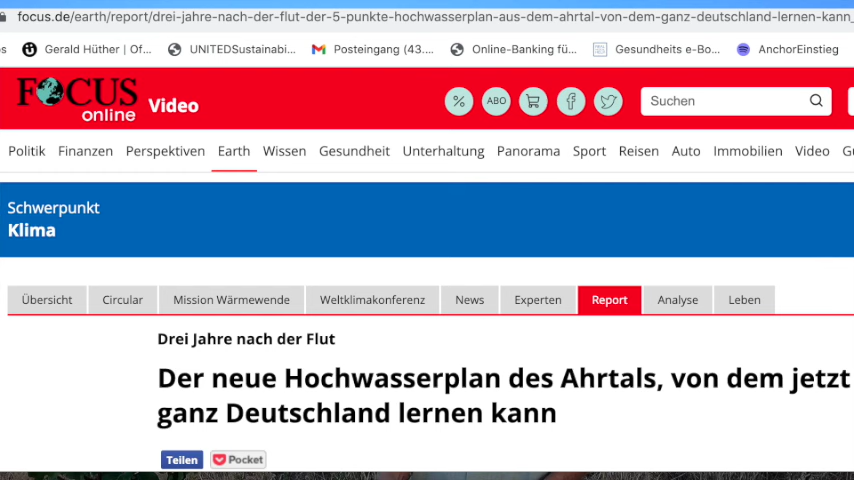 focus.de/earth/report/drei-jahre-nach-der-flut-der-5-punkte-hochwasserplan-aus-dem-ahrtal-von-dem-ganz-deutschland-lernen-kann_
s Gerald Hüther | Of... UNITEDSustainabi... Posteingang (43.... Online-Banking fü... Gesundheits e-Bo... AnchorEinstieg
FOCUS online Video % ABO Suchen
Politik Finanzen Perspektiven Earth Wissen Gesundheit Unterhaltung Panorama Sport Reisen Auto Immobilien Video G
Schwerpunkt
Klima
Übersicht Circular Mission Wärmewende Weltklimakonferenz News Experten Report Analyse Leben
Drei Jahre nach der Flut
Der neue Hochwasserplan des Ahrtals, von dem jetzt
ganz Deutschland lernen kann
Teilen Pocket